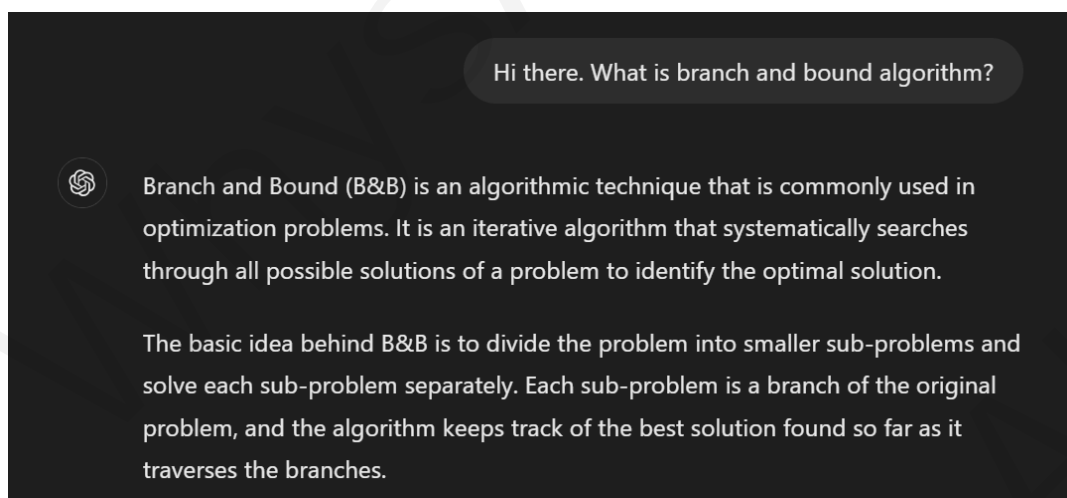 Hi there. What is branch and bound algorithm?
Branch and Bound (B&B) is an algorithmic technique that is commonly used in
optimization problems. It is an iterative algorithm that systematically searches
through all possible solutions of a problem to identify the optimal solution.
The basic idea behind B&B is to divide the problem into smaller sub-problems and
solve each sub-problem separately. Each sub-problem is a branch of the original
problem, and the algorithm keeps track of the best solution found so far as it
traverses the branches.